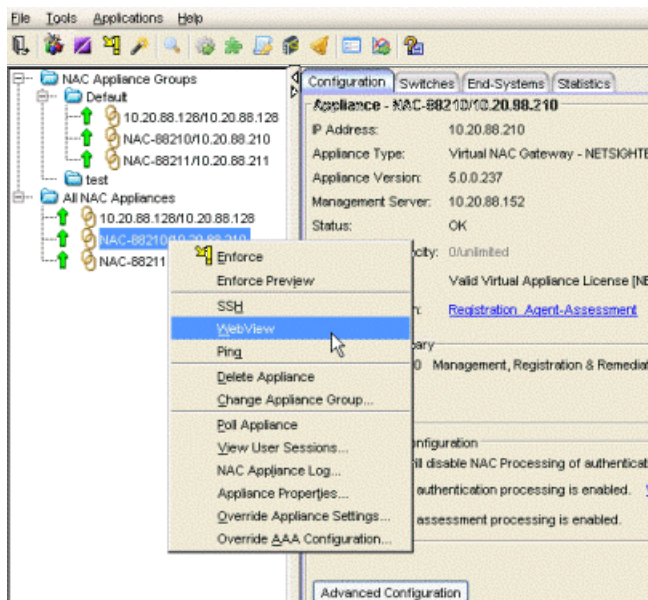 File Tools Applications Help
NAC Appliance Groups
Default
10.20.88.128/10.20.88.128
NAC-88210/10.20.88.210
NAC-88211/10.20.88.211
test
All NAC Appliances
10.20.88.128/10.20.88.128
NAC-88210/10.20.88.210
NAC-88211
Enforce
Enforce Preview
SSH
WebView
Ping
Delete Appliance
Change Appliance Group...
Poll Appliance
View User Sessions...
NAC Appliance Log...
Appliance Properties...
Override Appliance Settings...
Override AAA Configuration...
Configuration Switches End-Systems Statistics
Appliance - NAC-88210/10.20.88.210
IP Address: 10.20.88.210
Appliance Type: Virtual NAC Gateway - NETSIGHTE
Appliance Version: 5.0.0.237
Management Server: 10.20.88.152
Status: OK
city: 0/unlimited
Valid Virtual Appliance License [NE
n: Registration_Agent-Assessment
ary
0 Management, Registration & Remediat
nfiguration
ill disable NAC Processing of authenticat
authentication processing is enabled.
assessment processing is enabled.
Advanced Configuration